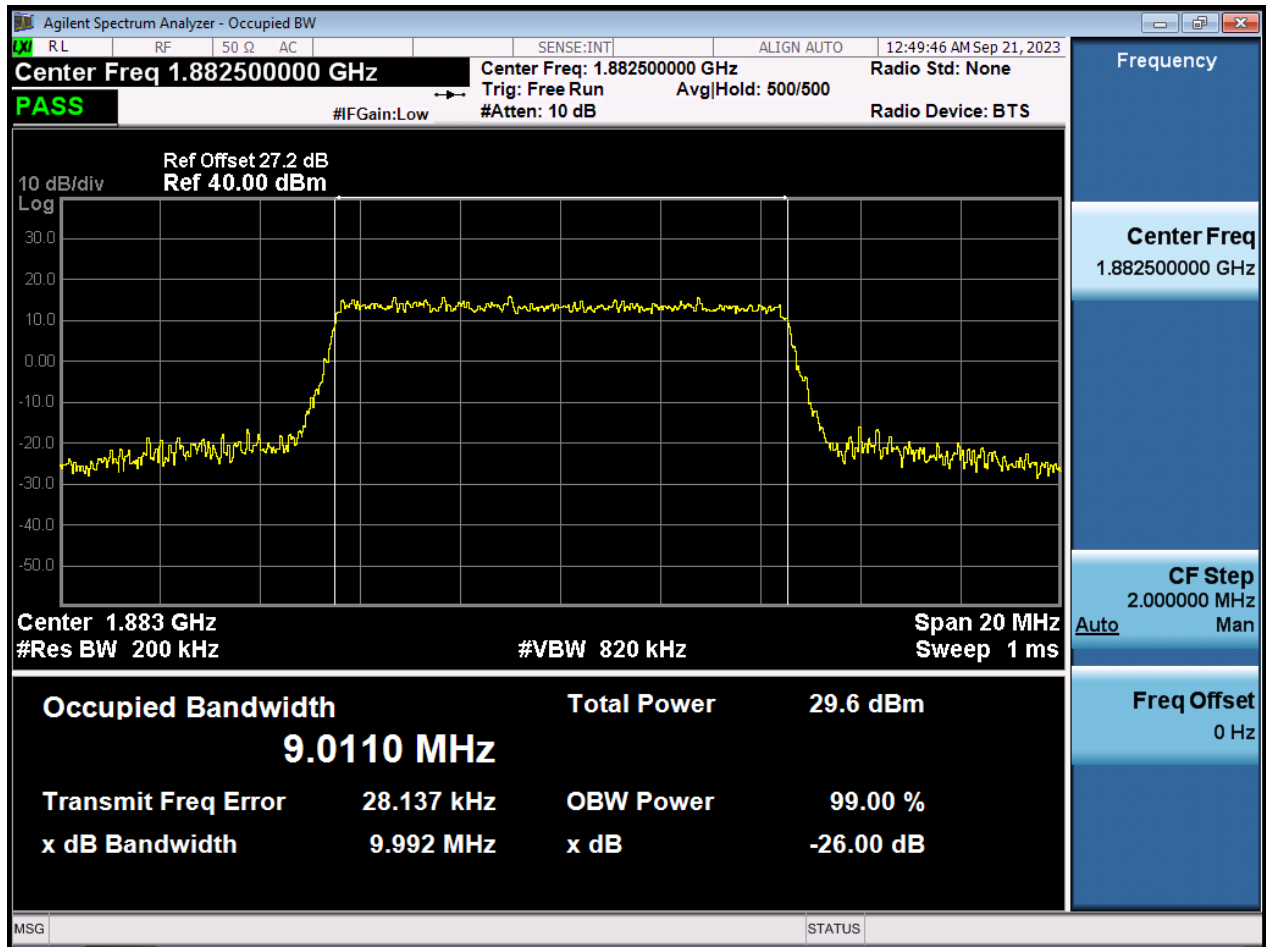 Agilent Spectrum Analyzer - Occupied BW
LXI RL RF 50 Ω AC SENSE:INT ALIGN AUTO 12:49:46 AM Sep 21, 2023
Center Freq 1.882500000 GHz
Center Freq: 1.882500000 GHz
Radio Std: None
Trig: Free Run Avg|Hold: 500/500
PASS
#IFGain:Low
#Atten: 10 dB
Radio Device: BTS
Ref Offset 27.2 dB
10 dB/div Ref 40.00 dBm
Log
30.0
20.0
10.0
0.00
-10.0
-20.0
-30.0
-40.0
-50.0
Center 1.883 GHz
Span 20 MHz
#Res BW 200 kHz
#VBW 820 kHz
Sweep 1 ms
Occupied Bandwidth
Total Power 29.6 dBm
9.0110 MHz
Transmit Freq Error 28.137 kHz
OBW Power 99.00 %
x dB Bandwidth 9.992 MHz
x dB -26.00 dB
MSG
STATUS
Frequency
Center Freq
1.882500000 GHz
CF Step
2.000000 MHz
Auto Man
Freq Offset
0 Hz